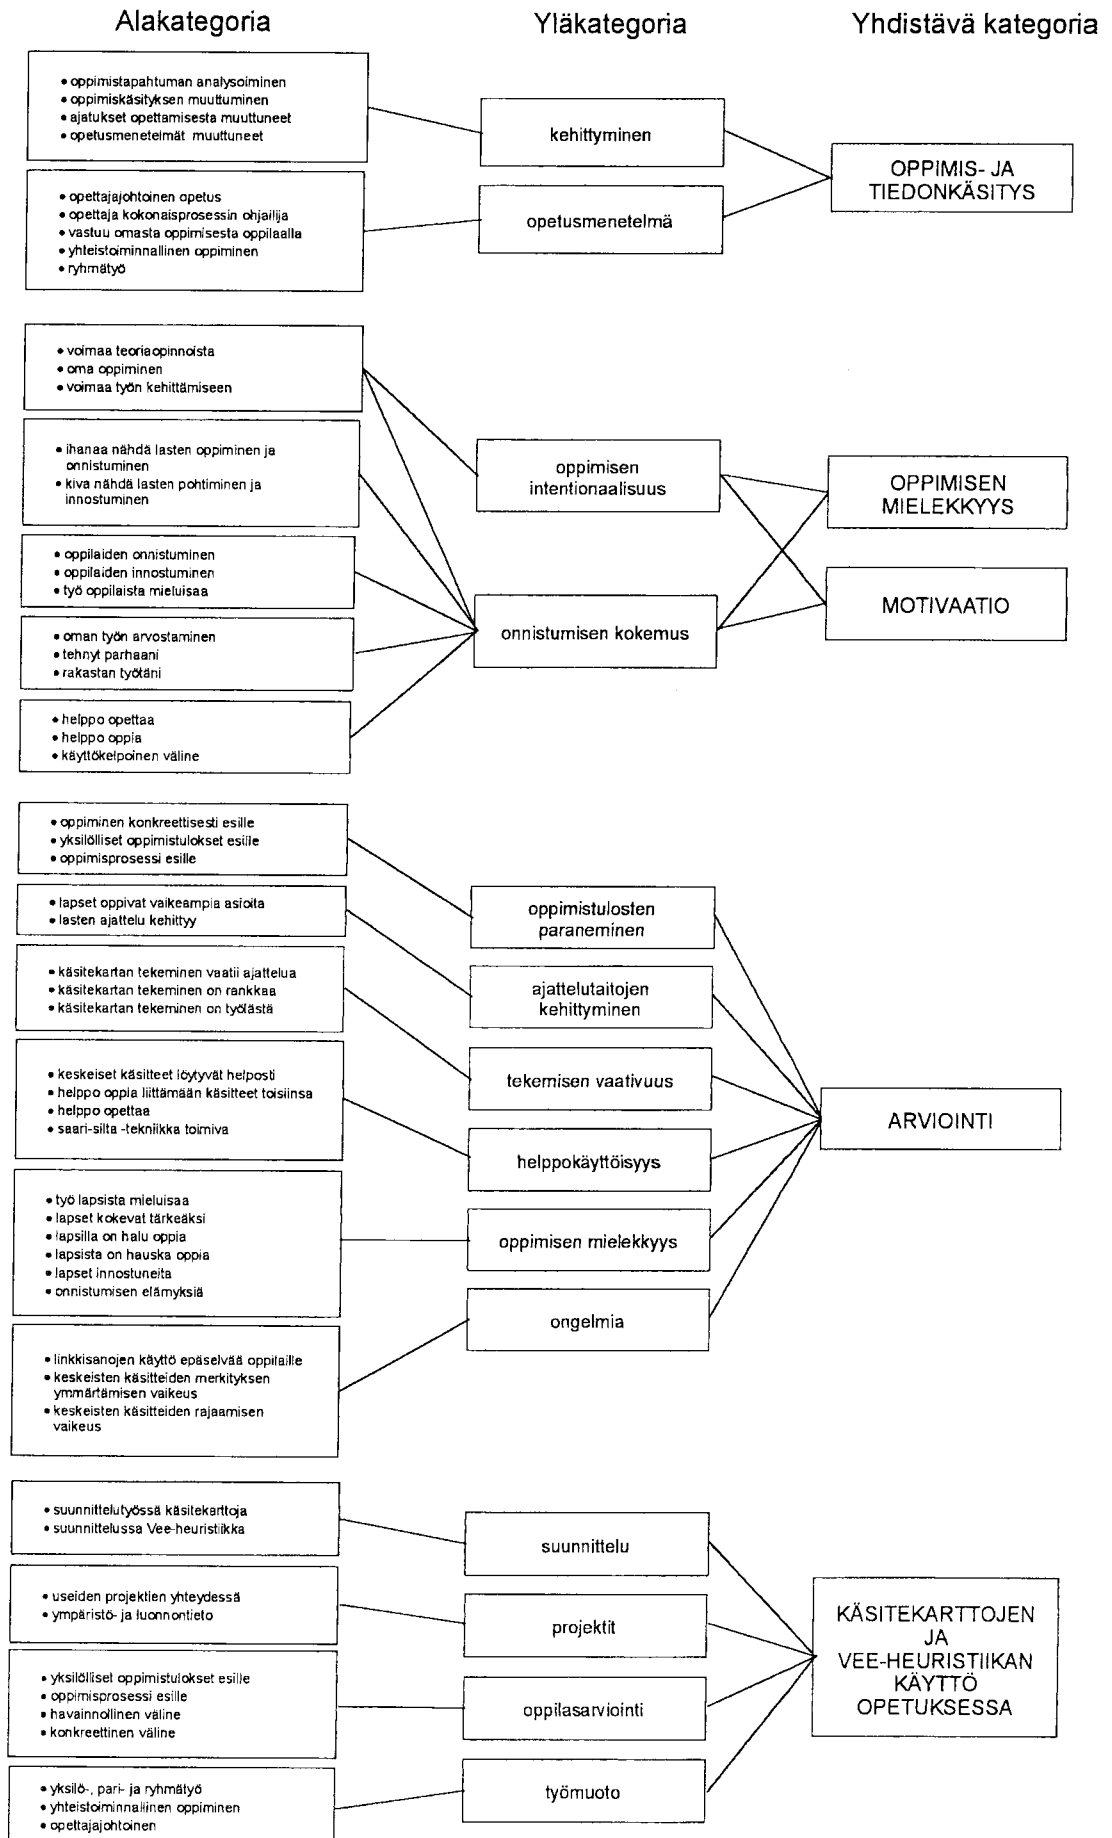 Alakategoria
Yläkategoria
Yhdistävä kategoria
• oppimistapahtuman analysoiminen
• oppimiskäsityksen muuttuminen
• ajatukset opettamisesta muuttuneet
• opetusmenetelmät muuttuneet
kehittyminen
OPPIMIS- JA
TIEDONKÄSITYS
• opettajajohtoinen opetus
• opettaja kokonaisprosessin ohjailija
• vastuu omasta oppimisesta oppilaalla
• yhteistoiminnallinen oppiminen
• ryhmätyö
opetusmenetelmä
• voimaa teoriaopinnoista
• oma oppiminen
• voimaa työn kehittämiseen
• ihanaa nähdä lasten oppiminen ja
onnistuminen
• kiva nähdä lasten pohtiminen ja
innostuminen
oppimisen
intentionaalisuus
OPPIMISEN
MIELEKKYYS
• oppilaiden onnistuminen
• oppilaiden innostuminen
• työ oppilaista mieluisaa
MOTIVAATIO
• oman työn arvostaminen
• tehnyt parhaani
• rakastan työtäni
onnistumisen kokemus
• helppo opettaa
• helppo oppia
• käyttökelpoinen väline
• oppiminen konkreettisesti esille
• yksilölliset oppimistulokset esille
• oppimisprosessi esille
oppimistulosten
paraneminen
• lapset oppivat vaikeampia asioita
• lasten ajattelu kehittyy
ajattelutaitojen
kehittyminen
• käsitekartan tekeminen vaatii ajattelua
• käsitekartan tekeminen on rankkaa
• käsitekartan tekeminen on työlästä
tekemisen vaativuus
ARVIOINTI
• keskeiset käsitteet löytyvät helposti
• helppo oppia liittämään käsitteet toisiinsa
• helppo opettaa
• saari-silta -tekniikka toimiva
helppokäyttöisyys
• työ lapsista mieluisaa
• lapset kokevat tärkeäksi
• lapsilla on halu oppia
• lapsista on hauska oppia
• lapset innostuneita
• onnistumisen elämyksiä
oppimisen mielekkyys
ongelmia
• linkkisanojen käyttö epäselvää oppilaille
• keskeisten käsitteiden merkityksen
ymmärtämisen vaikeus
• keskeisten käsitteiden rajaamisen
vaikeus
• suunnittelutyössä käsitekarttoja
• suunnittelussa Vee-heuristiikka
suunnittelu
• useiden projektien yhteydessä
• ympäristö- ja luonnontieto
projektit
KÄSITEKARTTOJEN
JA
VEE-HEURISTIIKAN
KÄYTTÖ
OPETUKSESSA
• yksilölliset oppimistulokset esille
• oppimisprosessi esille
• havainnollinen väline
• konkreettinen väline
oppilasarviointi
• yksilö-, pari- ja ryhmätyö
• yhteistoiminnallinen oppiminen
• opettajajohtoinen
työmuoto